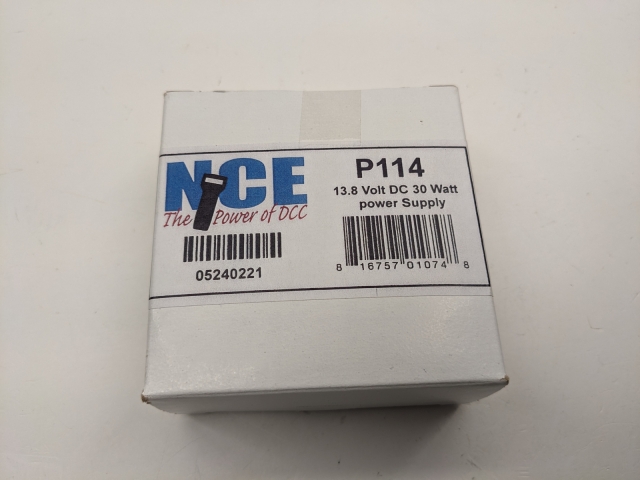 NCE
The Power of DCC
05240221
P114
13.8 Volt DC 30 Watt
power Supply
8 16757 01074 8